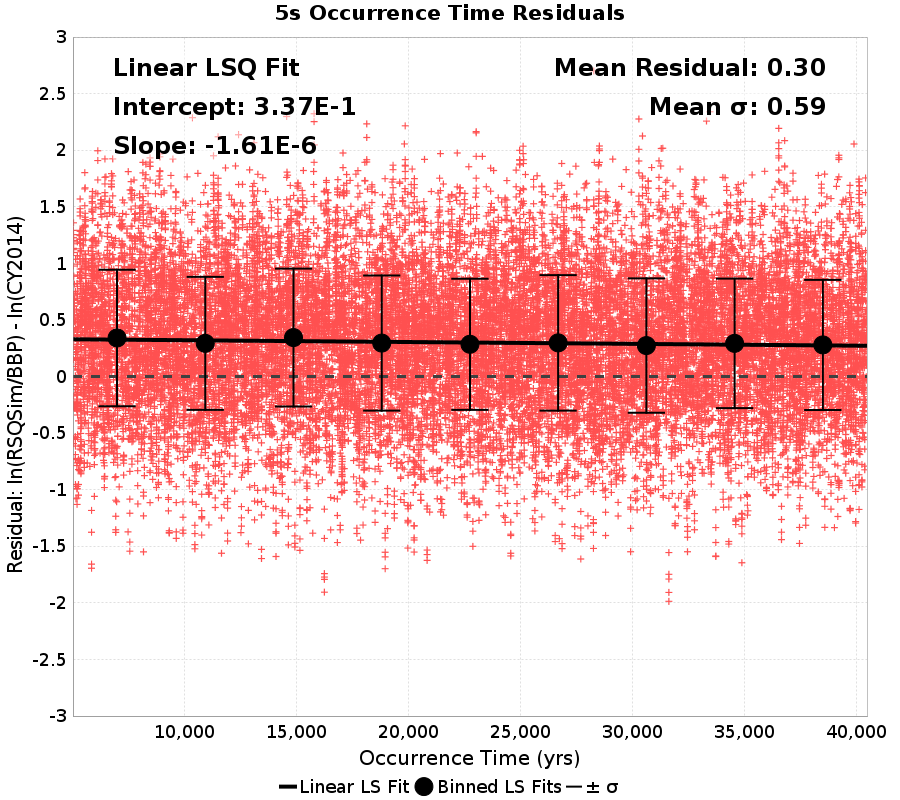 5s Occurrence Time Residuals
Linear LSQ Fit
Intercept: 3.37E-1
Slope: -1.61E-6
Mean Residual: 0.30
Mean σ: 0.59
Residual: ln(RSQSim/BBP) - ln(CY2014)
3
2.5
2
1.5
1
0.5
0
-0.5
-1
-1.5
-2
-2.5
-3
10,000 15,000 20,000 25,000 30,000 35,000 40,000
Occurrence Time (yrs)
Linear LS Fit Binned LS Fits ± σ